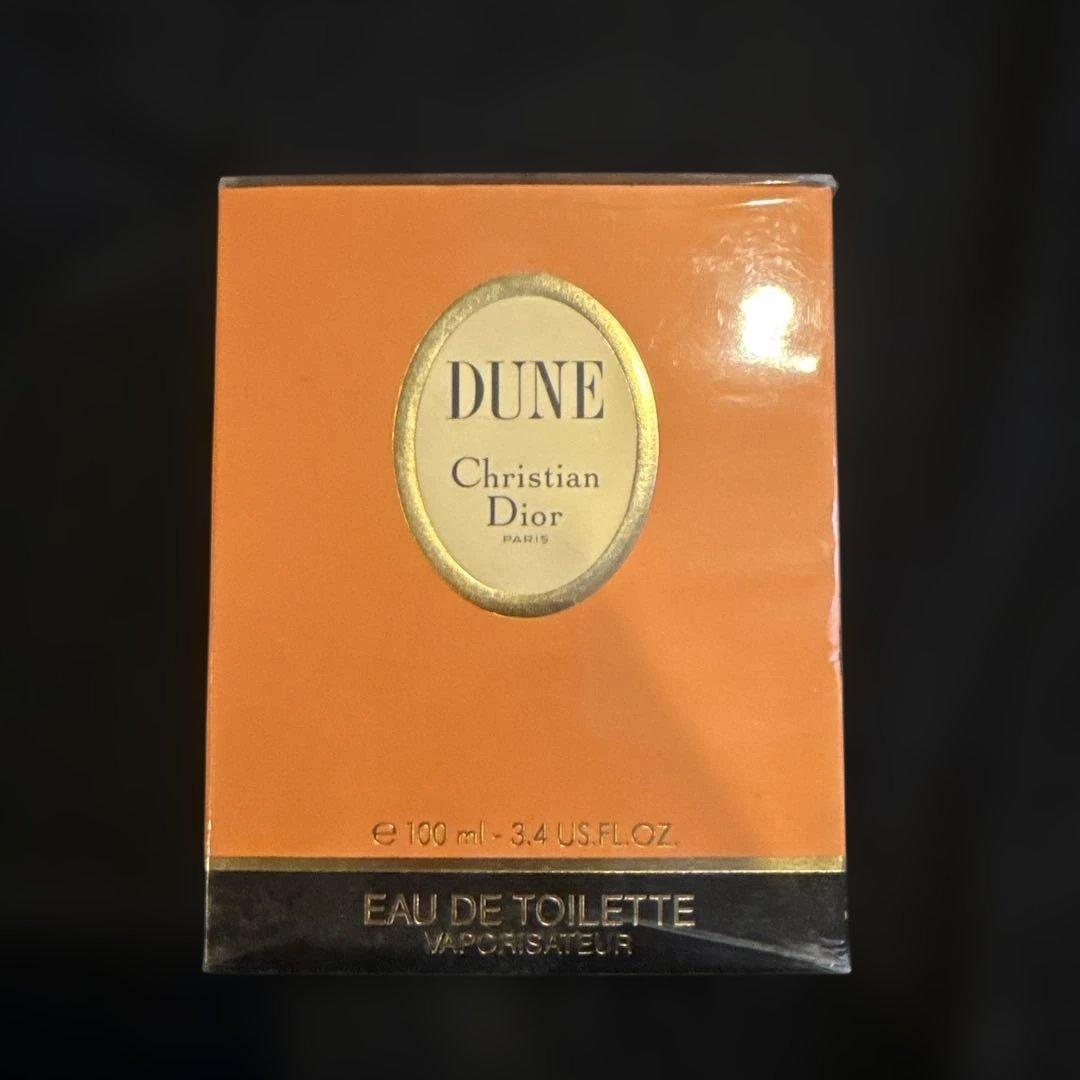 DUNE
Christian
Dior
PARIS
℮ 100 ml - 3.4 US.FL.OZ.
EAU DE TOILETTE
VAPORISATEUR